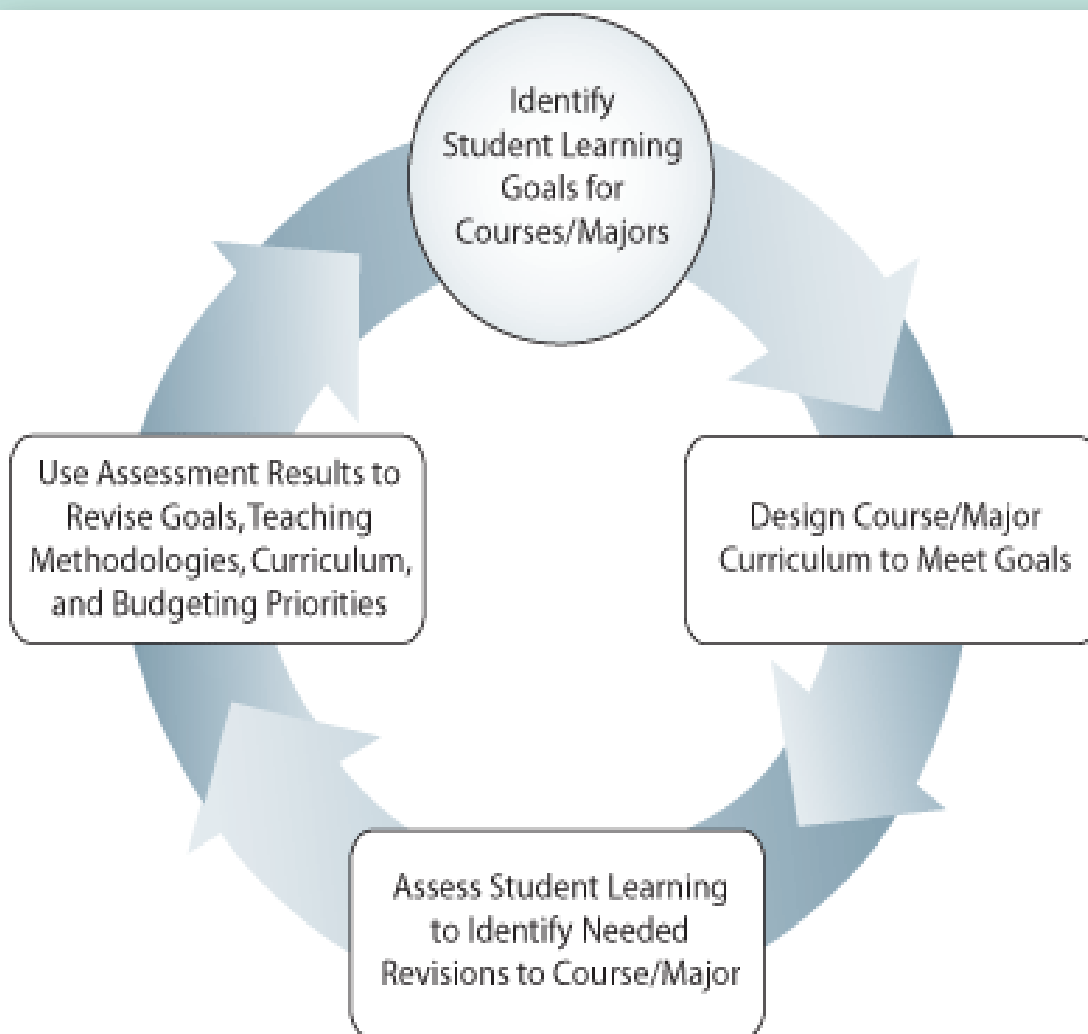 Identify
Student Learning
Goals for
Courses/Majors
Design Course/Major
Curriculum to Meet Goals
Assess Student Learning
to Identify Needed
Revisions to Course/Major
Use Assessment Results to
Revise Goals, Teaching
Methodologies, Curriculum,
and Budgeting Priorities